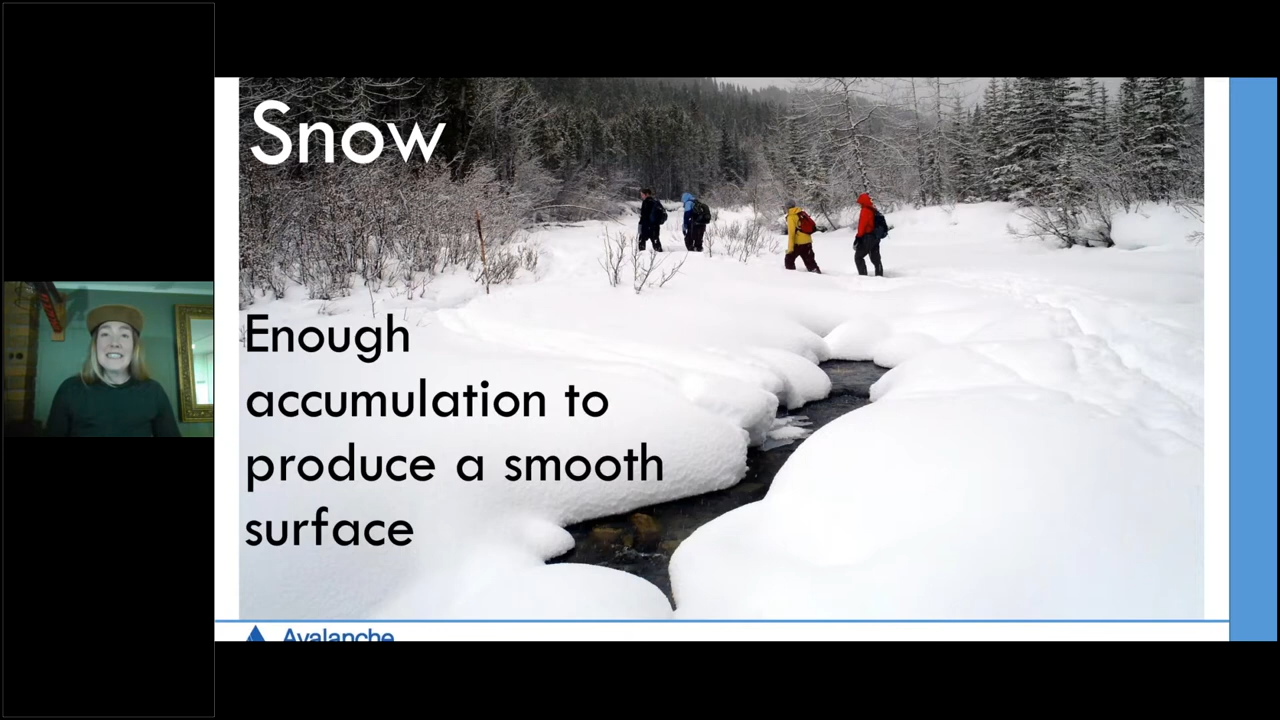 Snow
Enough
accumulation to
produce a smooth
surface
Avalanche